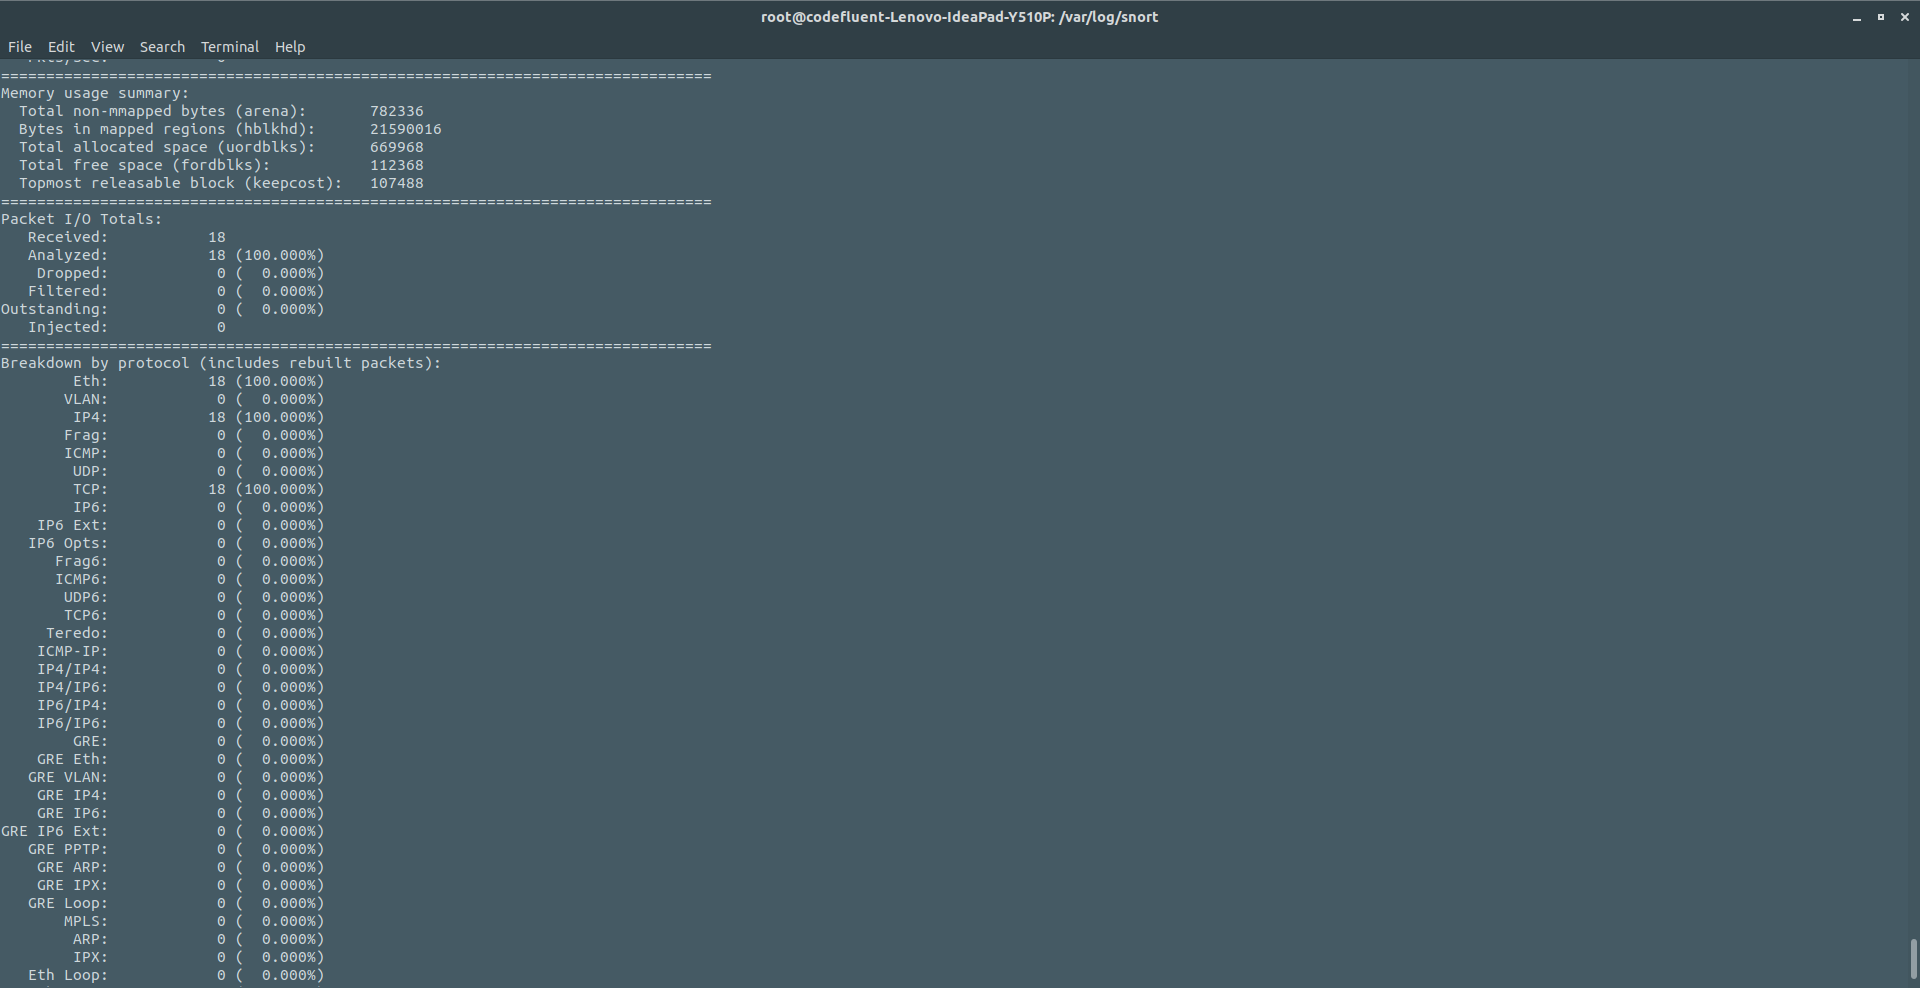 root@codefluent-Lenovo-IdeaPad-Y510P: /var/log/snort
File Edit View Search Terminal Help
===============================================================================
Memory usage summary:
  Total non-mmapped bytes (arena):       782336
  Bytes in mapped regions (hblkhd):      21590016
  Total allocated space (uordblks):      669968
  Total free space (fordblks):           112368
  Topmost releasable block (keepcost):   107488
===============================================================================
Packet I/O Totals:
   Received:           18
   Analyzed:           18 (100.000%)
    Dropped:            0 (  0.000%)
   Filtered:            0 (  0.000%)
Outstanding:            0 (  0.000%)
   Injected:            0
===============================================================================
Breakdown by protocol (includes rebuilt packets):
        Eth:           18 (100.000%)
       VLAN:            0 (  0.000%)
        IP4:           18 (100.000%)
       Frag:            0 (  0.000%)
       ICMP:            0 (  0.000%)
        UDP:            0 (  0.000%)
        TCP:           18 (100.000%)
        IP6:            0 (  0.000%)
    IP6 Ext:            0 (  0.000%)
   IP6 Opts:            0 (  0.000%)
      Frag6:            0 (  0.000%)
      ICMP6:            0 (  0.000%)
       UDP6:            0 (  0.000%)
       TCP6:            0 (  0.000%)
     Teredo:            0 (  0.000%)
    ICMP-IP:            0 (  0.000%)
    IP4/IP4:            0 (  0.000%)
    IP4/IP6:            0 (  0.000%)
    IP6/IP4:            0 (  0.000%)
    IP6/IP6:            0 (  0.000%)
        GRE:            0 (  0.000%)
    GRE Eth:            0 (  0.000%)
   GRE VLAN:            0 (  0.000%)
    GRE IP4:            0 (  0.000%)
    GRE IP6:            0 (  0.000%)
GRE IP6 Ext:            0 (  0.000%)
   GRE PPTP:            0 (  0.000%)
    GRE ARP:            0 (  0.000%)
    GRE IPX:            0 (  0.000%)
   GRE Loop:            0 (  0.000%)
       MPLS:            0 (  0.000%)
        ARP:            0 (  0.000%)
        IPX:            0 (  0.000%)
   Eth Loop:            0 (  0.000%)